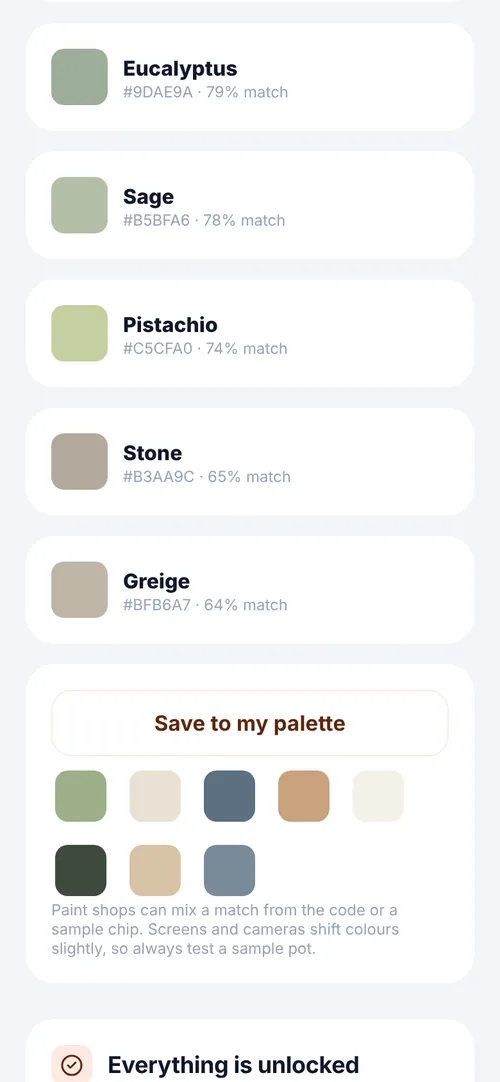 Eucalyptus
#9DAE9A · 79% match
Sage
#B5BFA6 · 78% match
Pistachio
#C5CFA0 · 74% match
Stone
#B3AA9C · 65% match
Greige
#BFB6A7 · 64% match
Save to my palette
Paint shops can mix a match from the code or a
sample chip. Screens and cameras shift colours
slightly, so always test a sample pot.
Everything is unlocked